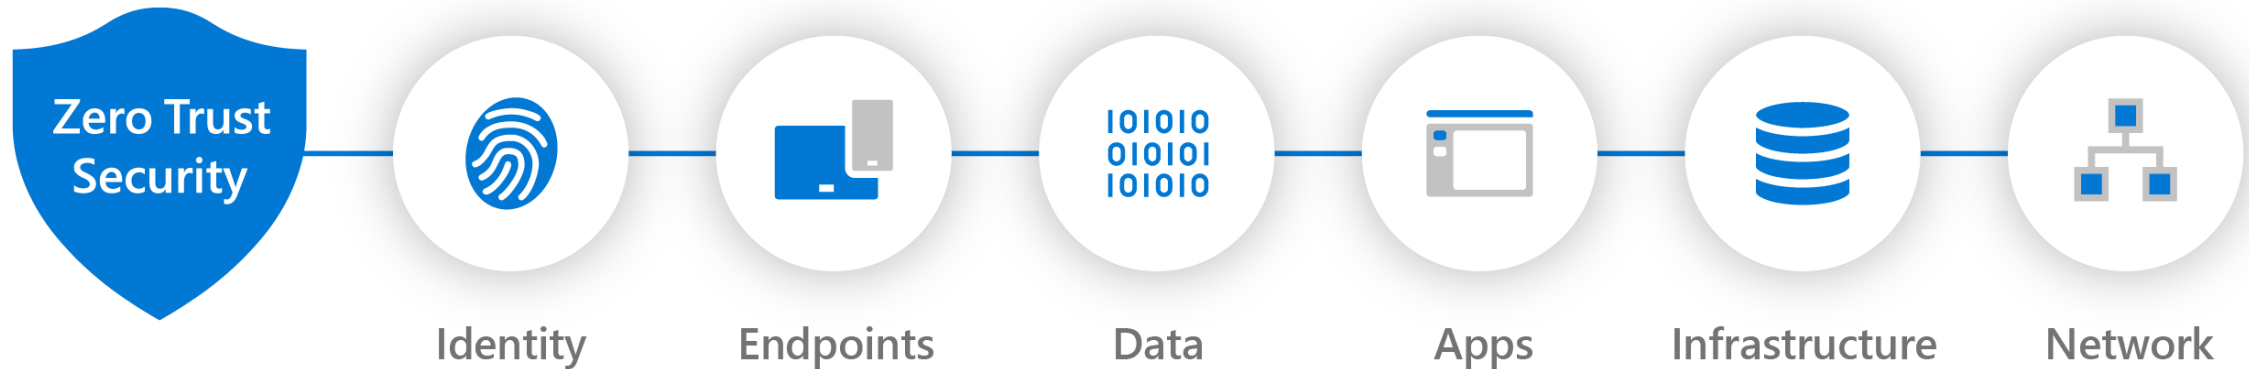 Zero Trust
Security
IOIOIO
OIOIOI
IOIOIO
Identity
Endpoints
Data
Apps
Infrastructure
Network